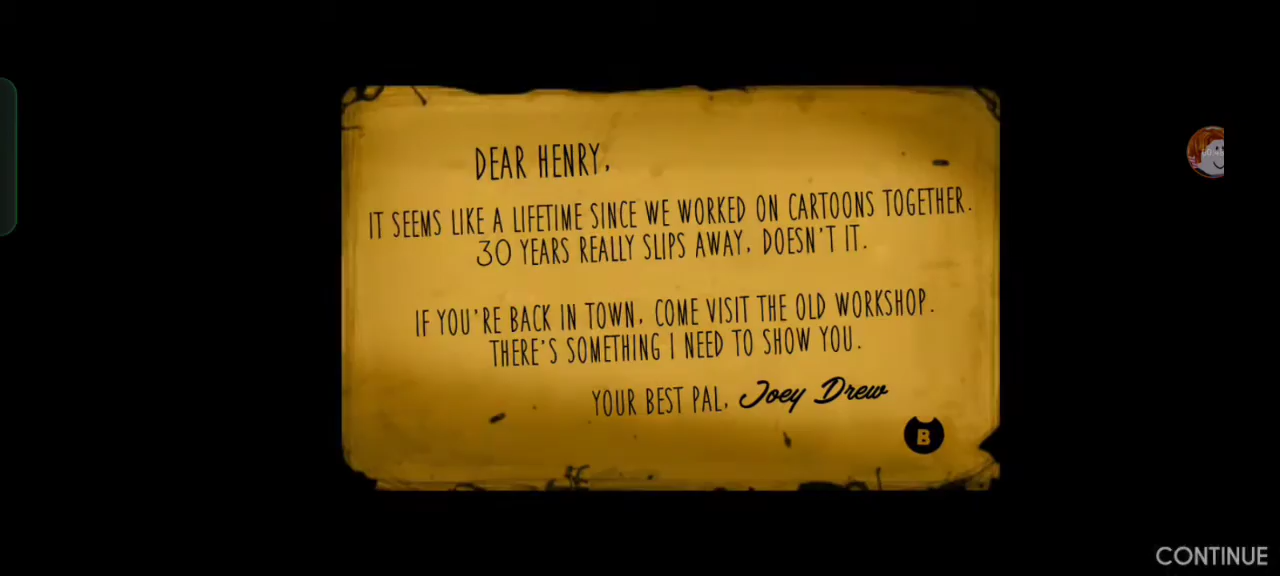 DEAR HENRY,
IT SEEMS LIKE A LIFETIME SINCE WE WORKED ON CARTOONS TOGETHER.
30 YEARS REALLY SLIPS AWAY, DOESN'T IT.
IF YOU'RE BACK IN TOWN, COME VISIT THE OLD WORKSHOP.
THERE'S SOMETHING I NEED TO SHOW YOU.
YOUR BEST PAL, Joey Drew
B
CONTINUE